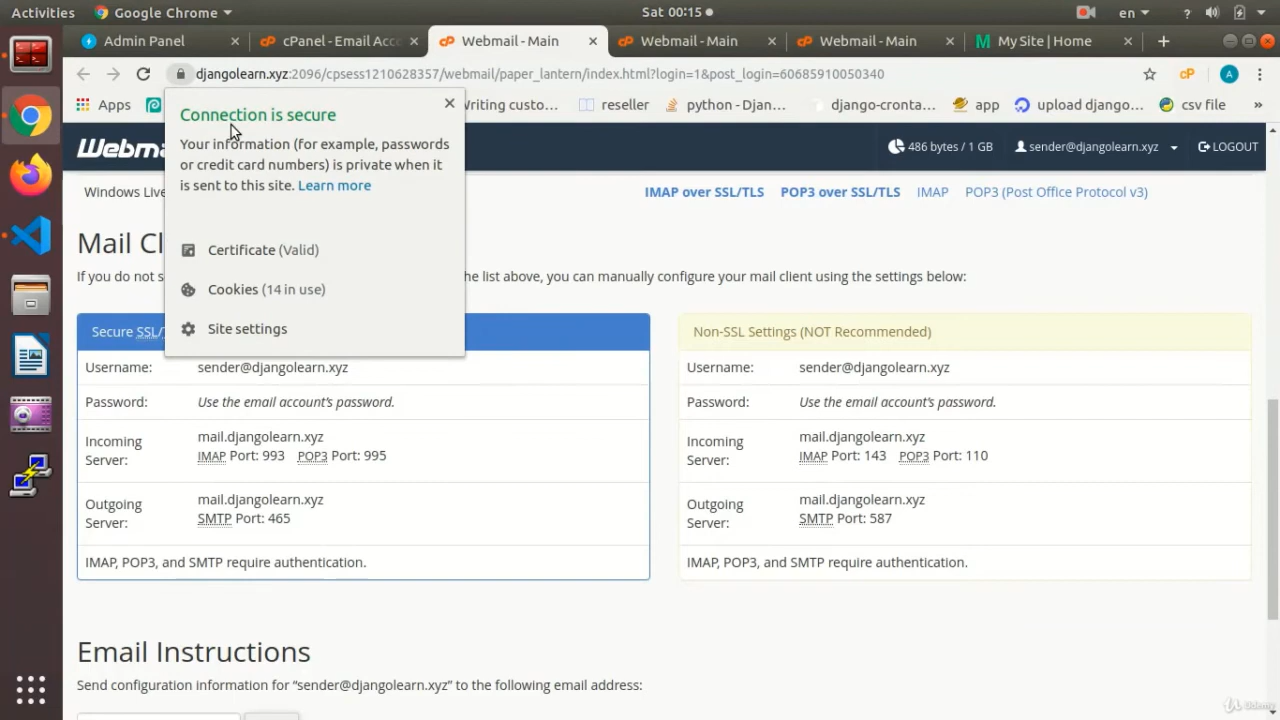 Activities Google Chrome Sat 00:15 en ?
Admin Panel cPanel - Email Acc Webmail - Main Webmail - Main Webmail - Main My Site | Home
djangolearn.xyz:2096/cpsess1210628357/webmail/paper_lantern/index.html?login=1&post_login=60685910050340
Apps Writing custo... reseller python - Djan... django-cronta... app upload django... csv file »
Connection is secure
Your information (for example, passwords
or credit card numbers) is private when it
is sent to this site. Learn more
Certificate (Valid)
Cookies (14 in use)
Site settings
Webma 486 bytes / 1 GB sender@djangolearn.xyz LOGOUT
Windows Live IMAP over SSL/TLS POP3 over SSL/TLS IMAP POP3 (Post Office Protocol v3)
Mail Cl
If you do not s the list above, you can manually configure your mail client using the settings below:
Secure SSL/T Non-SSL Settings (NOT Recommended)
Username: sender@djangolearn.xyz Username: sender@djangolearn.xyz
Password: Use the email account's password. Password: Use the email account's password.
Incoming Server: mail.djangolearn.xyz Incoming Server: mail.djangolearn.xyz
IMAP Port: 993 POP3 Port: 995 IMAP Port: 143 POP3 Port: 110
Outgoing Server: mail.djangolearn.xyz Outgoing Server: mail.djangolearn.xyz
SMTP Port: 465 SMTP Port: 587
IMAP, POP3, and SMTP require authentication. IMAP, POP3, and SMTP require authentication.
Email Instructions
Send configuration information for “sender@djangolearn.xyz” to the following email address:
Udemy